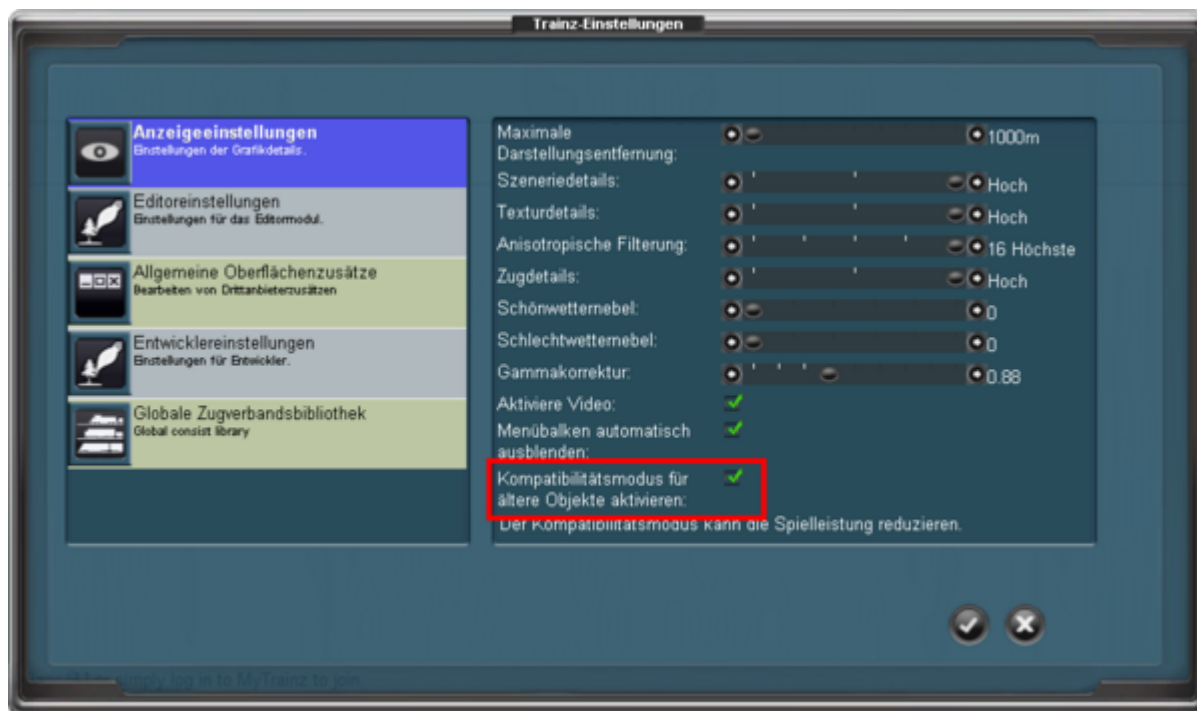 Trainz-Einstellungen
Anzeigeeinstellungen
Einstellungen der Grafikdetails.
Editoreinstellungen
Einstellungen für das Editormodul.
Allgemeine Oberflächenzusätze
Bearbeiten von Drittanbieterzusätzen
Entwicklereinstellungen
Einstellungen für Entwickler.
Globale Zugverbandsbibliothek
Global consist library
Maximale
Darstellungsentfernung:
1000m
Szeneriedetails:
Hoch
Texturdetails:
Hoch
Anisotropische Filterung:
16 Höchste
Zugdetails:
Hoch
Schönwetternebel:
0
Schlechtwetternebel:
0
Gammakorrektur:
0.88
Aktiviere Video:
Menübalken automatisch
ausblenden:
Kompatibilitätsmodus für
ältere Objekte aktivieren:
Der Kompatibilitätsmodus kann die Spielleistung reduzieren.
simply log in to MyTrainz to join